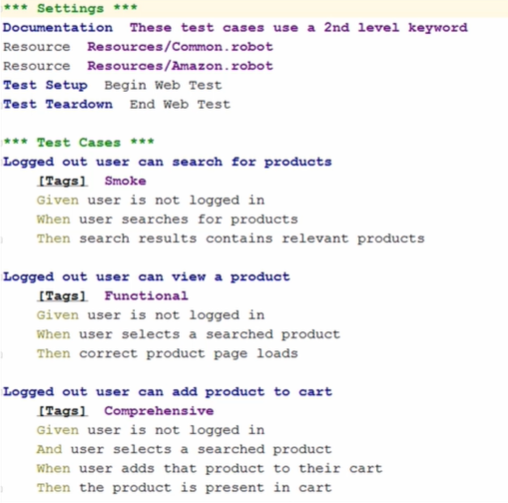 *** Settings ***
Documentation  These test cases use a 2nd level keyword
Resource  Resources/Common.robot
Resource  Resources/Amazon.robot
Test Setup  Begin Web Test
Test Teardown  End Web Test
*** Test Cases ***
Logged out user can search for products
    [Tags]  Smoke
    Given user is not logged in
    When user searches for products
    Then search results contains relevant products
Logged out user can view a product
    [Tags]  Functional
    Given user is not logged in
    When user selects a searched product
    Then correct product page loads
Logged out user can add product to cart
    [Tags]  Comprehensive
    Given user is not logged in
    And user selects a searched product
    When user adds that product to their cart
    Then the product is present in cart